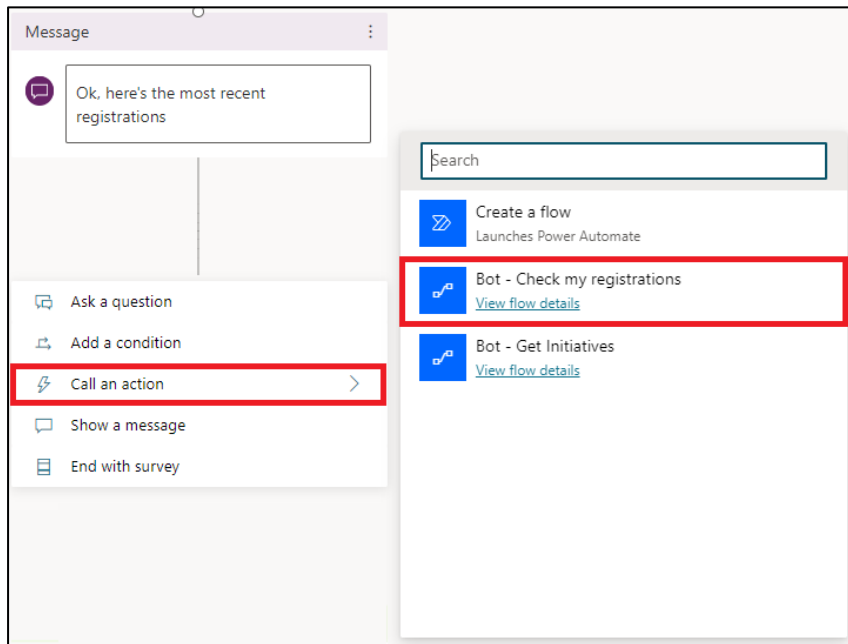 Message
Ok, here's the most recent
registrations
Ask a question
Add a condition
Call an action
Show a message
End with survey
Search
Create a flow
Launches Power Automate
Bot - Check my registrations
View flow details
Bot - Get Initiatives
View flow details